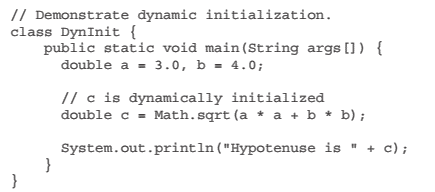 // Demonstrate dynamic initialization.
class DynInit {
    public static void main(String args[]) {
      double a = 3.0, b = 4.0;

      // c is dynamically initialized
      double c = Math.sqrt(a * a + b * b);

      System.out.println("Hypotenuse is " + c);
    }
}